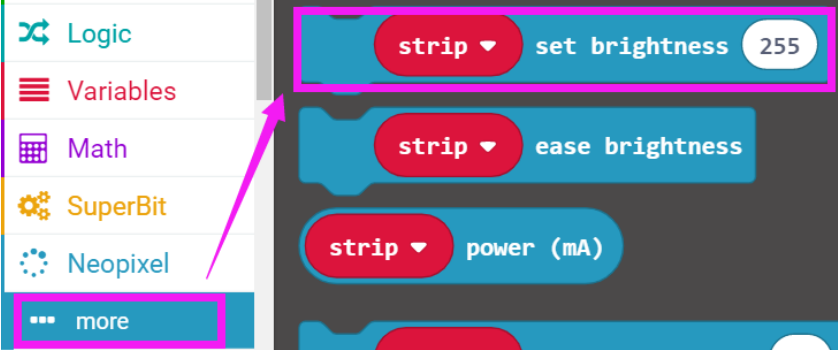 Logic
Variables
Math
SuperBit
Neopixel
more
strip set brightness 255
strip ease brightness
strip power (mA)